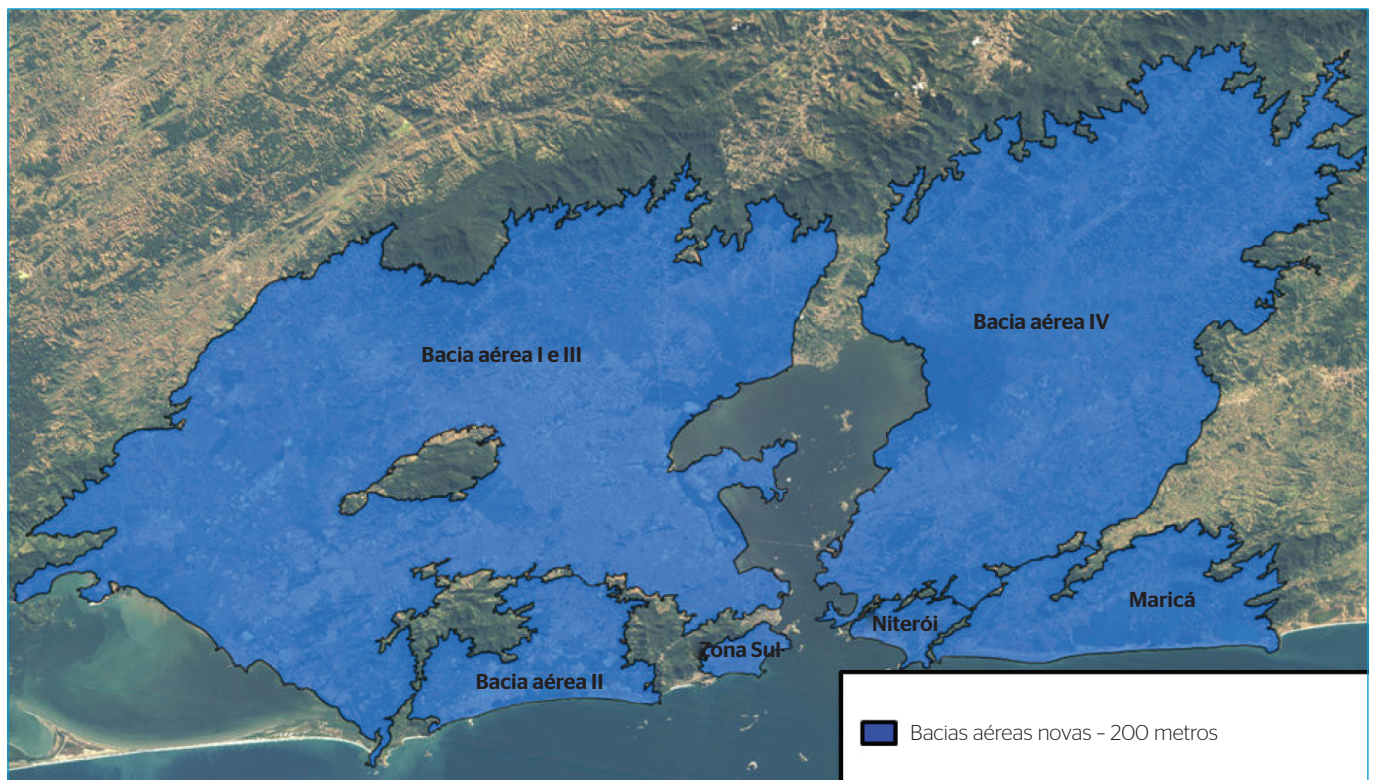 Bacia aérea IV
Bacia aérea I e III
Maricá
Niterói
Zona Sul
Bacia aérea II
Bacias aéreas novas - 200 metros